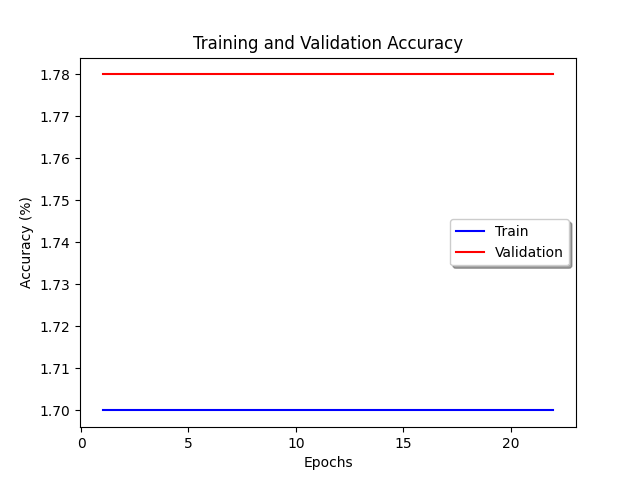 Training and Validation Accuracy
Accuracy (%)
1.78
1.77
1.76
1.75
1.74
1.73
1.72
1.71
1.70
Train
Validation
0
5
10
15
20
Epochs